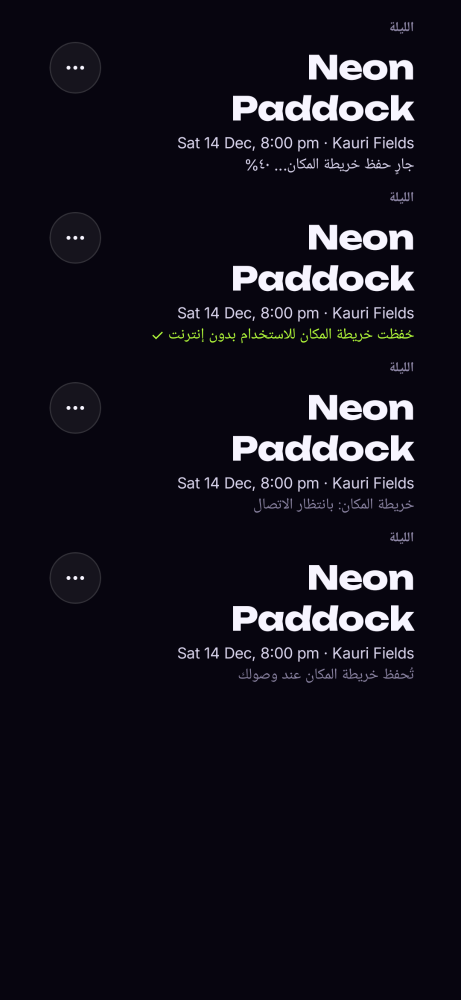 الليلة
Neon
Paddock
Sat 14 Dec, 8:00 pm · Kauri Fields
جارٍ حفظ خريطة المكان… ٤٠%
الليلة
Neon
Paddock
Sat 14 Dec, 8:00 pm · Kauri Fields
حُفظت خريطة المكان للاستخدام بدون إنترنت ✓
الليلة
Neon
Paddock
Sat 14 Dec, 8:00 pm · Kauri Fields
خريطة المكان: بانتظار الاتصال
الليلة
Neon
Paddock
Sat 14 Dec, 8:00 pm · Kauri Fields
تُحفظ خريطة المكان عند وصولك